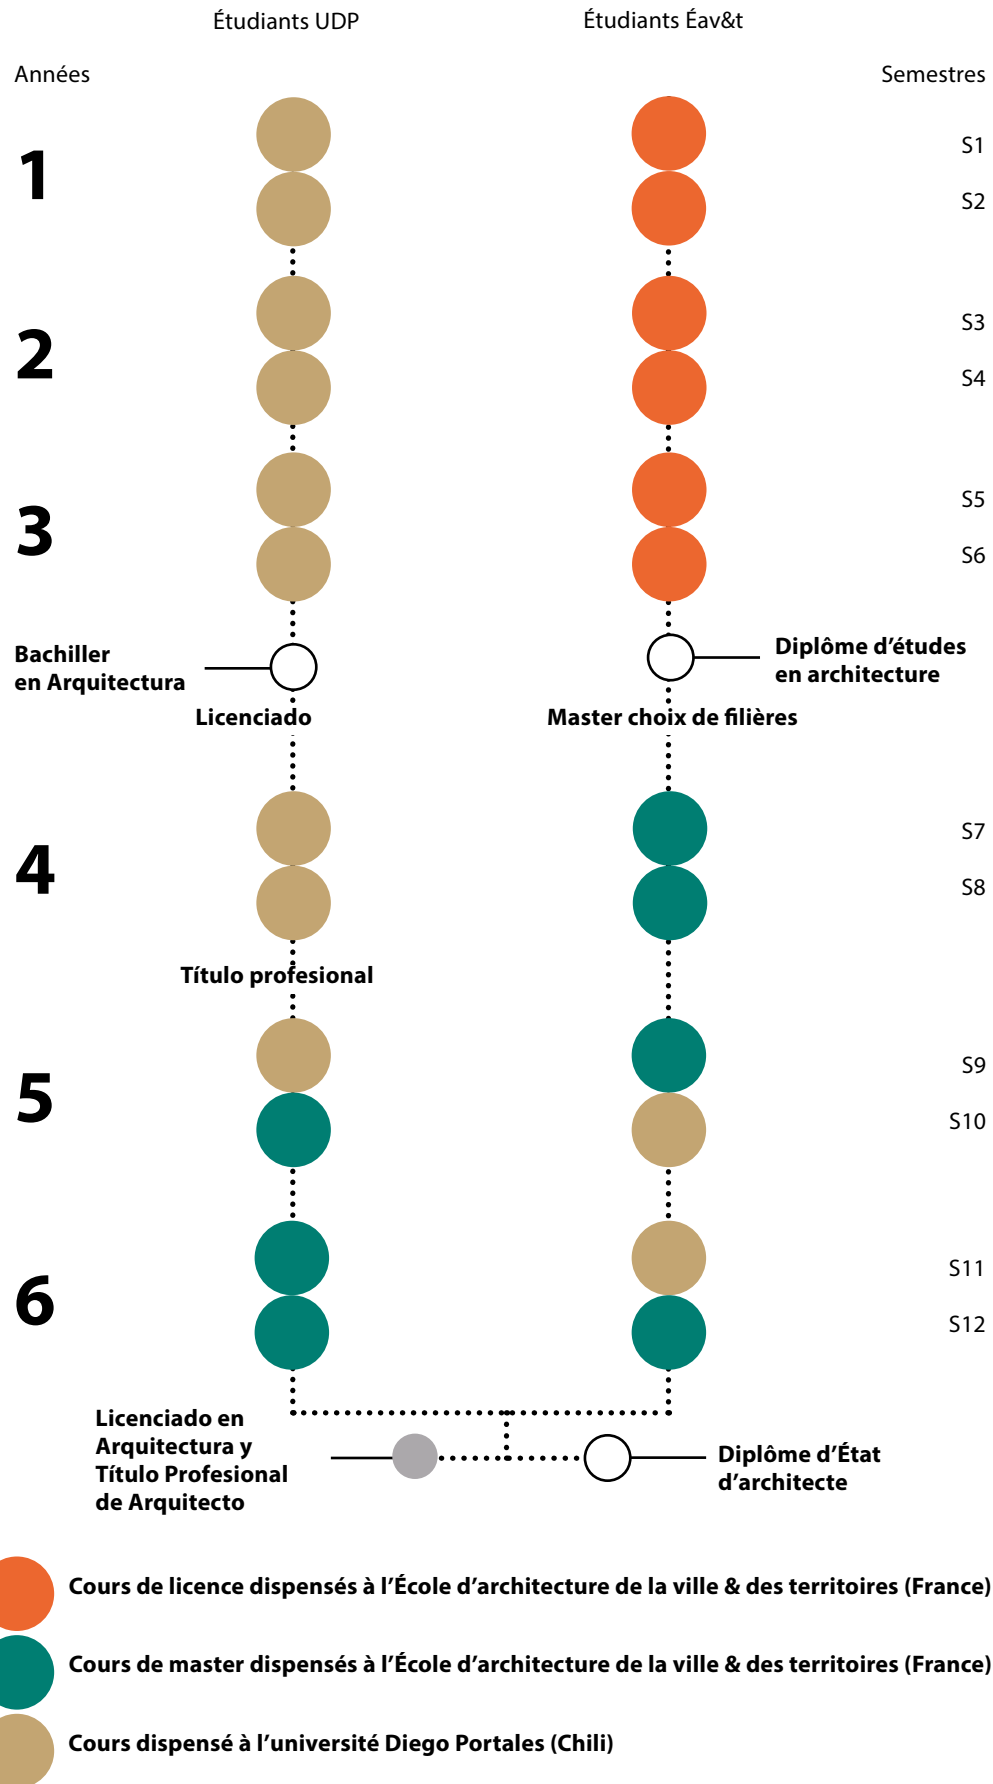 Étudiants UDP
Étudiants Éav&t
Années
Semestres
1
S1
S2
2
S3
S4
3
S5
S6
Bachiller
en Arquitectura
Diplôme d’études
en architecture
Licenciado
Master choix de filières
4
S7
S8
Título profesional
5
S9
S10
6
S11
S12
Licenciado en
Arquitectura y
Título Profesional
de Arquitecto
Diplôme d’État
d’architecte
Cours de licence dispensés à l’École d’architecture de la ville & des territoires (France)
Cours de master dispensés à l’École d’architecture de la ville & des territoires (France)
Cours dispensé à l’université Diego Portales (Chili)